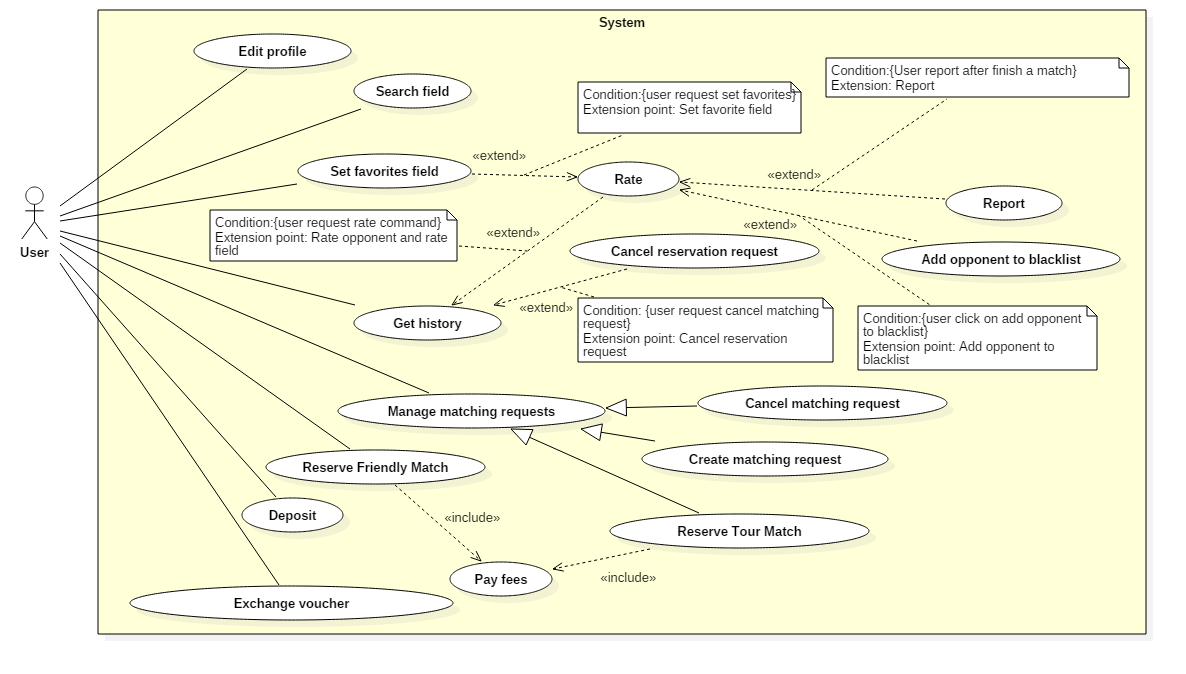 System
Edit profile
Search field
Condition:{user request set favorites}
Extension point: Set favorite field
Condition:{User report after finish a match}
Extension: Report
«extend»
Set favorites field
Rate
«extend»
Report
User
Condition:{user request rate command}
Extension point: Rate opponent and rate
field
«extend»
«extend»
Cancel reservation request
Add opponent to blacklist
Get history
«extend»
Condition: {user request cancel matching
request}
Extension point: Cancel reservation
request
Condition:{user click on add opponent
to blacklist}
Extension point: Add opponent to
blacklist
Manage matching requests
Cancel matching request
Create matching request
Reserve Friendly Match
Deposit
«include»
Reserve Tour Match
Pay fees
«include»
Exchange voucher